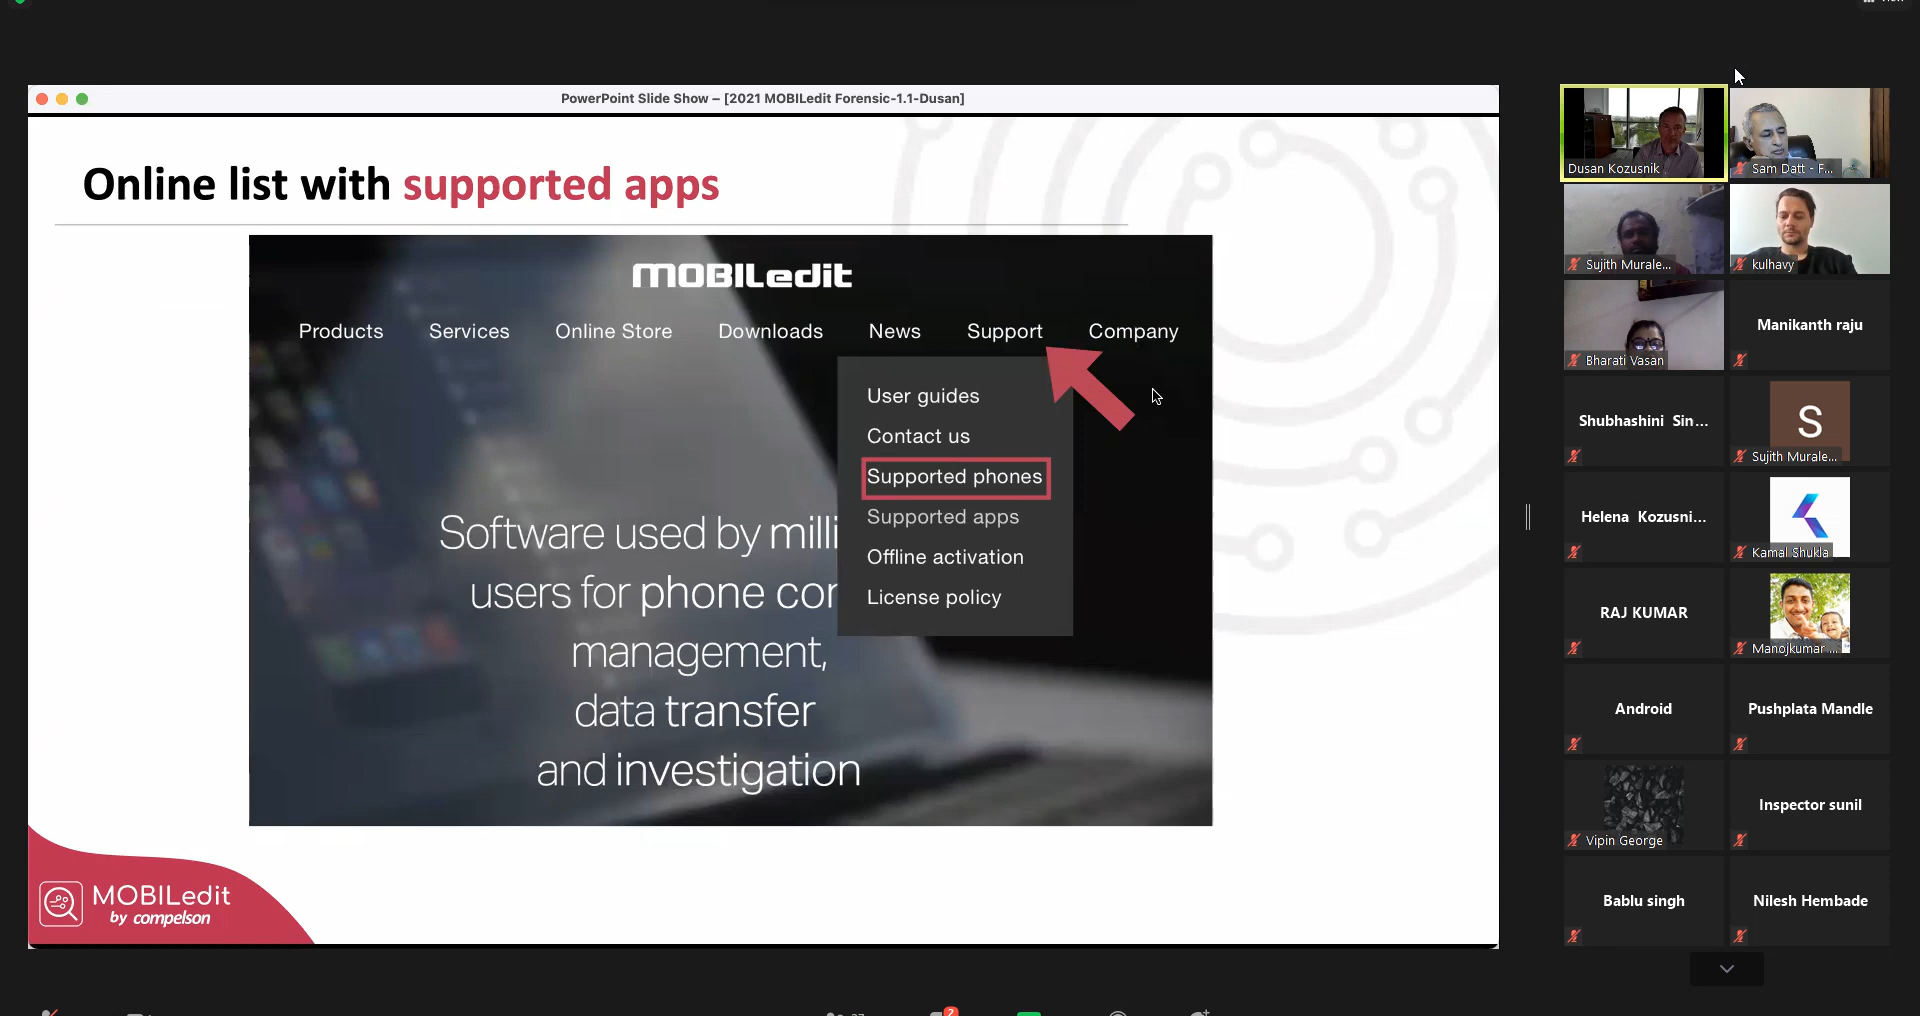 PowerPoint Slide Show – [2021 MOBILedit Forensic-1.1-Dusan]
Online list with supported apps
MOBILedit
Products Services Online Store Downloads News Support Company
User guides
Contact us
Supported phones
Supported apps
Offline activation
License policy
Software used by milli
users for phone cor
management,
data transfer
and investigation
MOBILedit
by compelson
Dusan Kozusnik
Sam Datt - F...
Sujith Murale...
kulhavy
Bharati Vasan
Manikanth raju
Shubhashini Sin...
S
Sujith Murale...
Helena Kozusni...
Kamal Shukla
RAJ KUMAR
Manojkumar ...
Android
Pushplata Mandle
Vipin George
Inspector sunil
Bablu singh
Nilesh Hembade
2